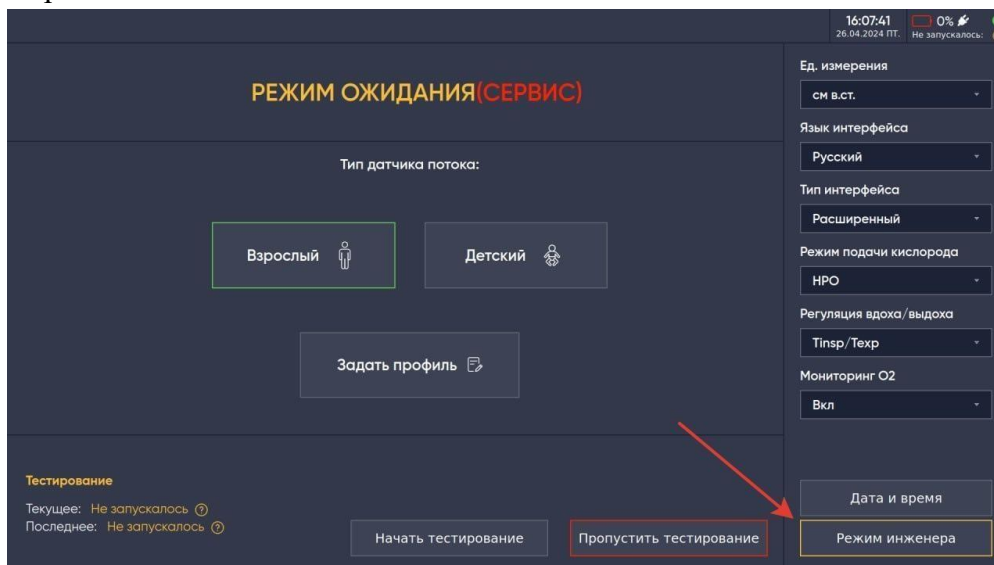 16:07:41
26.04.2024 ПТ.
0%
Не запускалось:
РЕЖИМ ОЖИДАНИЯ(СЕРВИС)
Тип датчика потока:
Взрослый
Детский
Задать профиль
Тестирование
Текущее: Не запускалось ?
Последнее: Не запускалось ?
Начать тестирование
Пропустить тестирование
Ед. измерения
см в.ст.
Язык интерфейса
Русский
Тип интерфейса
Расширенный
Режим подачи кислорода
HPO
Регуляция вдоха/выдоха
Tinsp/Texp
Мониторинг О2
Вкл
Дата и время
Режим инженера